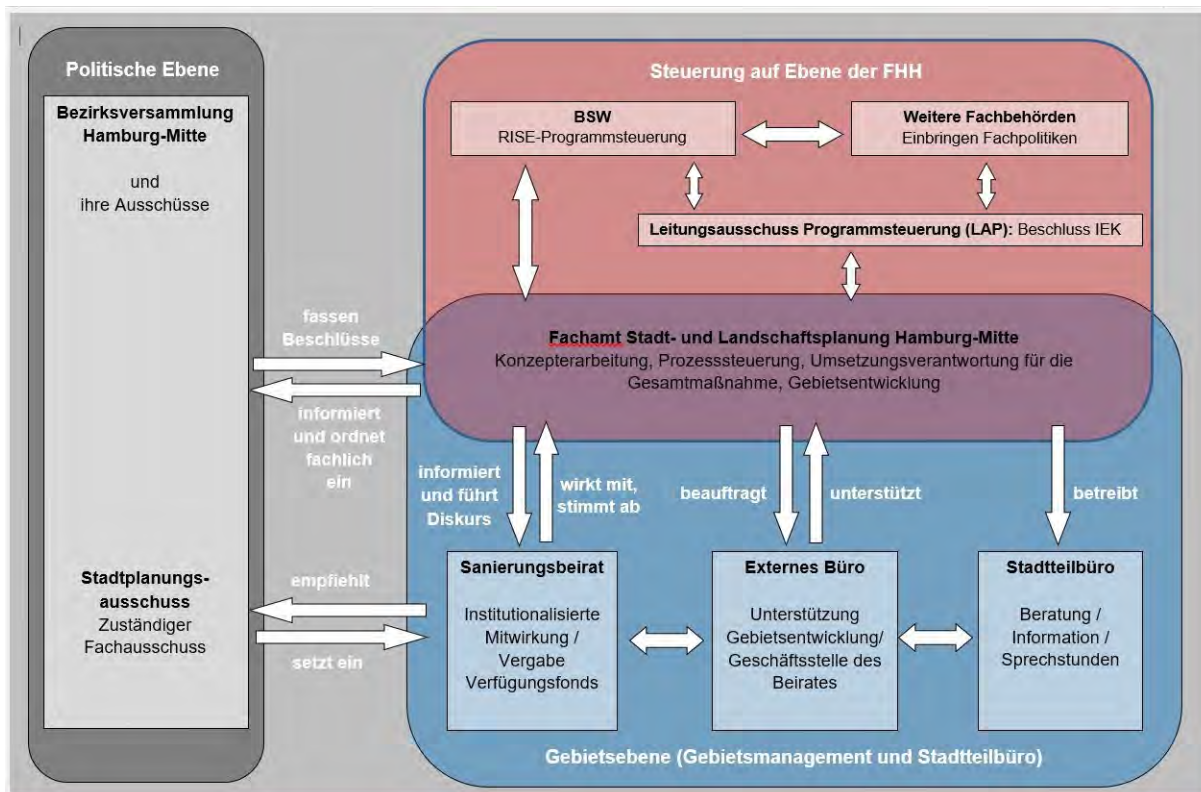 Politische Ebene
Bezirksversammlung
Hamburg-Mitte
und
ihre Ausschüsse
Stadtplanungs-
ausschuss
Zuständiger
Fachausschuss
fassen
Beschlüsse
informiert
und ordnet
fachlich
ein
empfiehlt
setzt ein
Steuerung auf Ebene der FHH
BSW
RISE-Programmsteuerung
Weitere Fachbehörden
Einbringen Fachpolitiken
Leitungsausschuss Programmsteuerung (LAP): Beschluss IEK
Fachamt Stadt- und Landschaftsplanung Hamburg-Mitte
Konzepterarbeitung, Prozesssteuerung, Umsetzungsverantwortung für die
Gesamtmaßnahme, Gebietsentwicklung
informiert
und führt
Diskurs
wirkt mit,
stimmt ab
beauftragt
unterstützt
betreibt
Sanierungsbeirat
Institutionalisierte
Mitwirkung /
Vergabe
Verfügungsfonds
Externes Büro
Unterstützung
Gebietsentwicklung/
Geschäftsstelle des
Beirates
Stadtteilbüro
Beratung /
Information /
Sprechstunden
Gebietsebene (Gebietsmanagement und Stadtteilbüro)